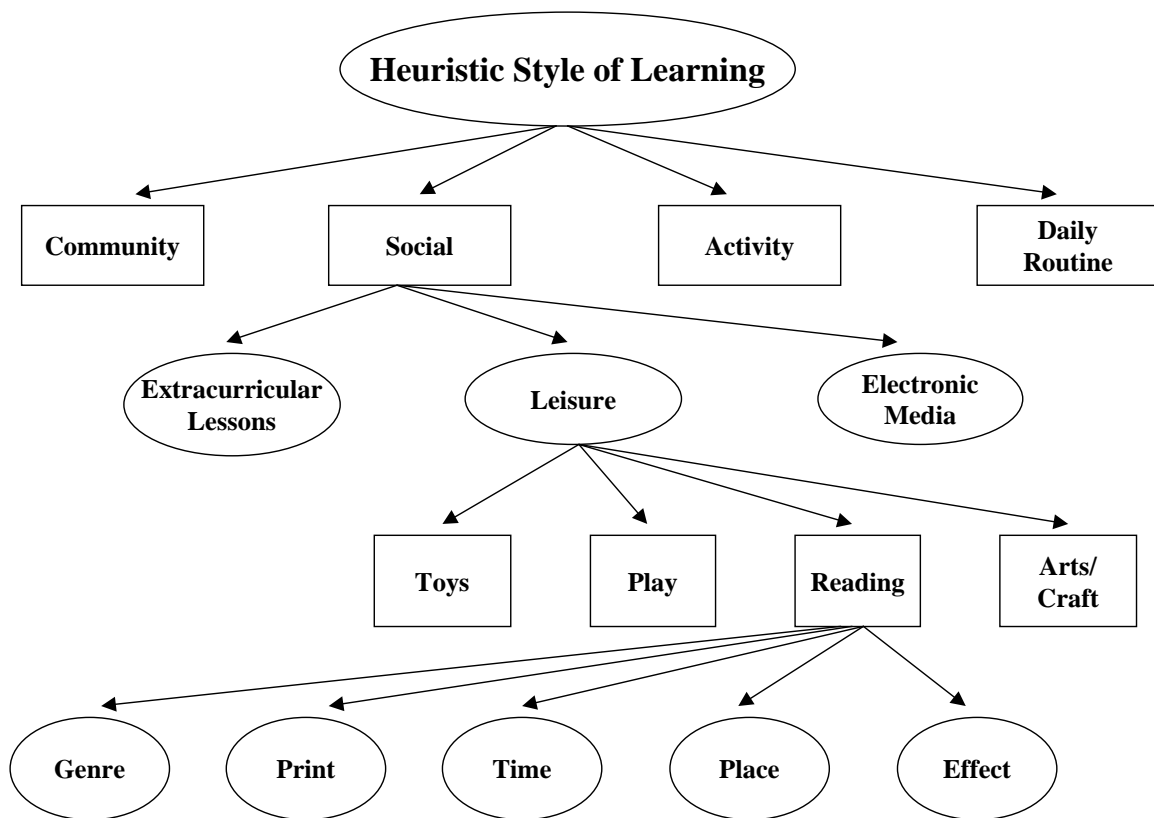 Heuristic Style of Learning
Community
Social
Activity
Daily
Routine
Extracurricular
Lessons
Leisure
Electronic
Media
Toys
Play
Reading
Arts/
Craft
Genre
Print
Time
Place
Effect